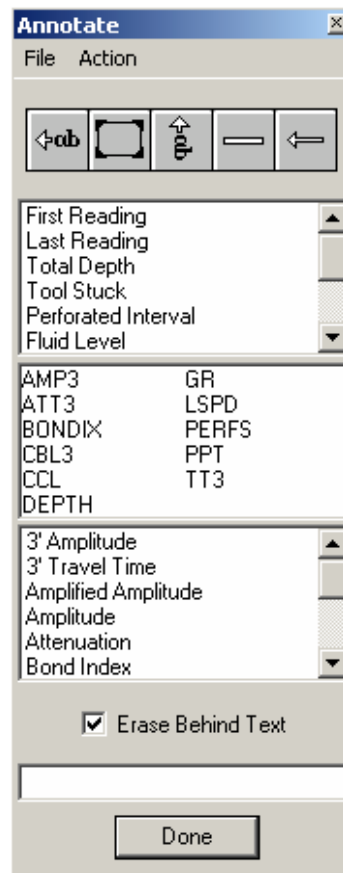 Annotate
File Action
ab ab
First Reading
Last Reading
Total Depth
Tool Stuck
Perforated Interval
Fluid Level
AMP3 GR
ATT3 LSPD
BONDIX PERFS
CBL3 PPT
CCL TT3
DEPTH
3' Amplitude
3' Travel Time
Amplified Amplitude
Amplitude
Attenuation
Bond Index
Erase Behind Text
Done